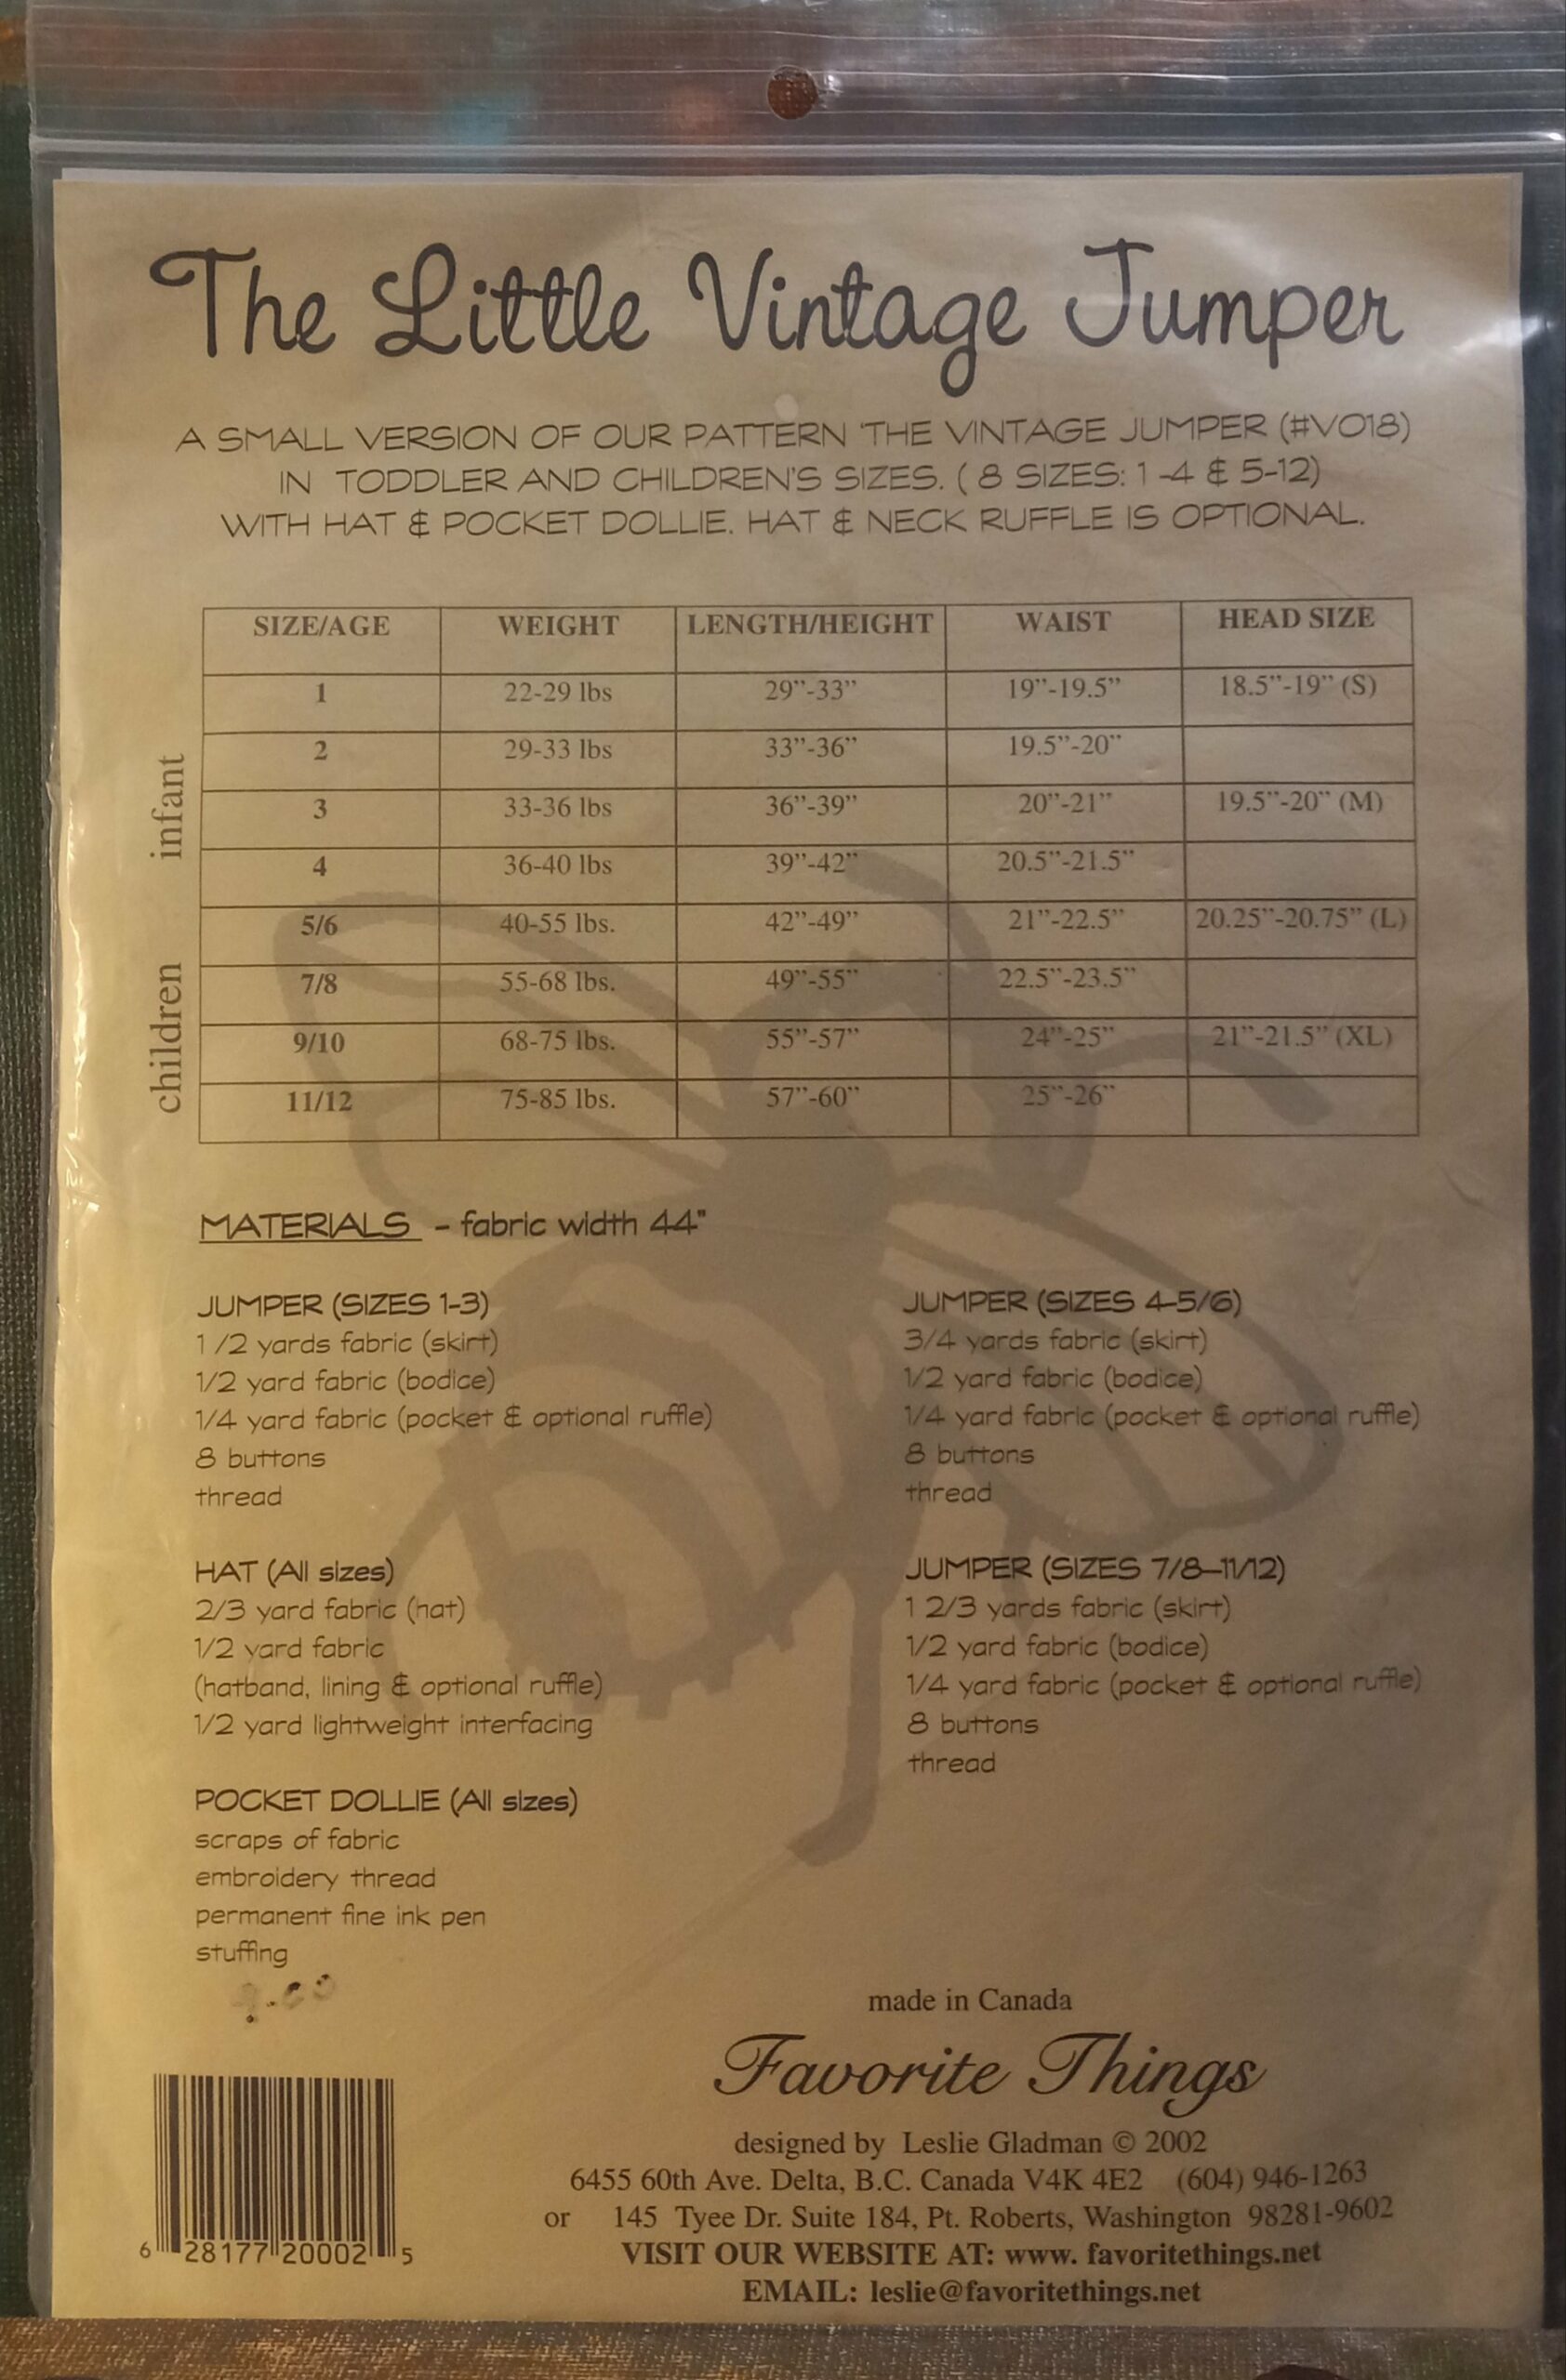 The Little Vintage Jumper
A SMALL VERSION OF OUR PATTERN 'THE VINTAGE JUMPER (#VO18)
IN TODDLER AND CHILDREN'S SIZES. ( 8 SIZES: 1 -4 & 5-12)
WITH HAT & POCKET DOLLIE. HAT & NECK RUFFLE IS OPTIONAL.
SIZE/AGE WEIGHT LENGTH/HEIGHT WAIST HEAD SIZE
1 22-29 lbs 29”-33” 19”-19.5” 18.5”-19” (S)
2 29-33 lbs 33”-36” 19.5”-20”
3 33-36 lbs 36”-39” 20”-21” 19.5”-20” (M)
4 36-40 lbs 39”-42” 20.5”-21.5”
5/6 40-55 lbs. 42”-49” 21”-22.5” 20.25”-20.75” (L)
7/8 55-68 lbs. 49”-55” 22.5”-23.5”
9/10 68-75 lbs. 55”-57” 24”-25” 21”-21.5” (XL)
11/12 75-85 lbs. 57”-60” 25”-26”
infant
children
MATERIALS - fabric width 44"
JUMPER (SIZES 1-3)
1 /2 yards fabric (skirt)
1/2 yard fabric (bodice)
1/4 yard fabric (pocket & optional ruffle)
8 buttons
thread
HAT (All sizes)
2/3 yard fabric (hat)
1/2 yard fabric
(hatband, lining & optional ruffle)
1/2 yard lightweight interfacing
POCKET DOLLIE (All sizes)
scraps of fabric
embroidery thread
permanent fine ink pen
stuffing
JUMPER (SIZES 4-5/6)
3/4 yards fabric (skirt)
1/2 yard fabric (bodice)
1/4 yard fabric (pocket & optional ruffle)
8 buttons
thread
JUMPER (SIZES 7/8–11/12)
1 2/3 yards fabric (skirt)
1/2 yard fabric (bodice)
1/4 yard fabric (pocket & optional ruffle)
8 buttons
thread
made in Canada
Favorite Things
designed by Leslie Gladman © 2002
6455 60th Ave. Delta, B.C. Canada V4K 4E2 (604) 946-1263
or 145 Tyee Dr. Suite 184, Pt. Roberts, Washington 98281-9602
VISIT OUR WEBSITE AT: www. favoritethings.net
EMAIL: leslie@favoritethings.net
6 28177 20002 5